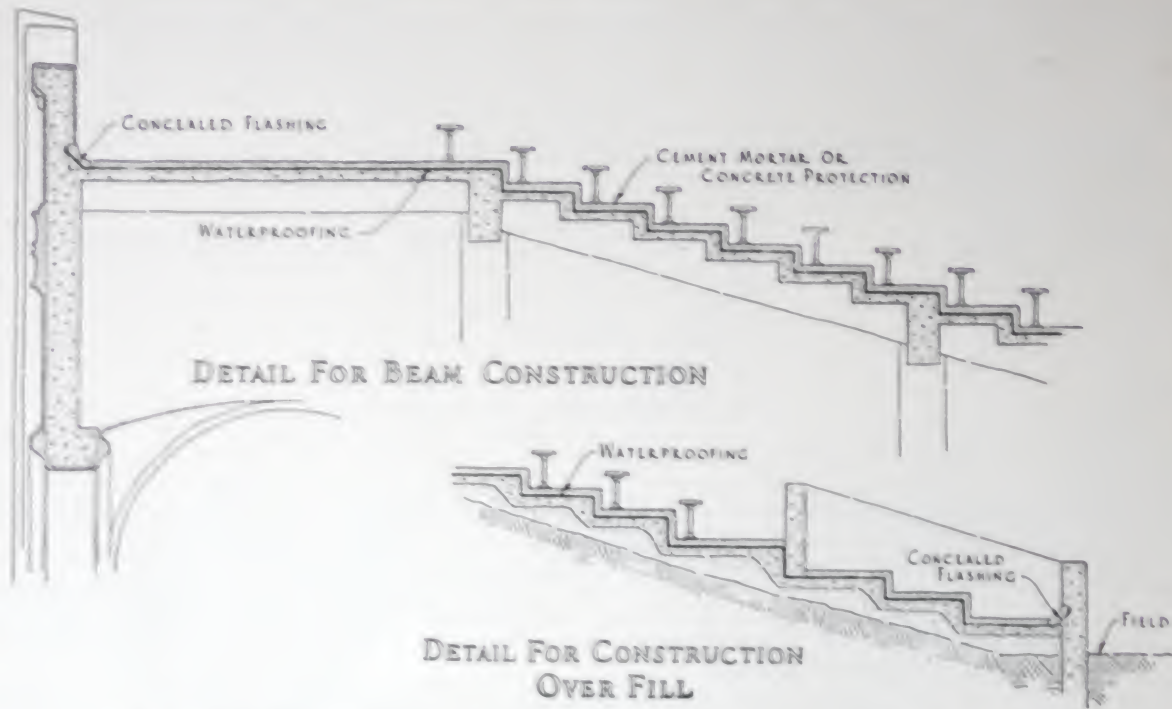 CONCEALED FLASHING
CEMENT MORTAR OR
CONCRETE PROTECTION
WATERPROOFING
DETAIL FOR BEAM CONSTRUCTION
WATERPROOFING
CONCEALED
FLASHING
FIELD
DETAIL FOR CONSTRUCTION
OVER FILL